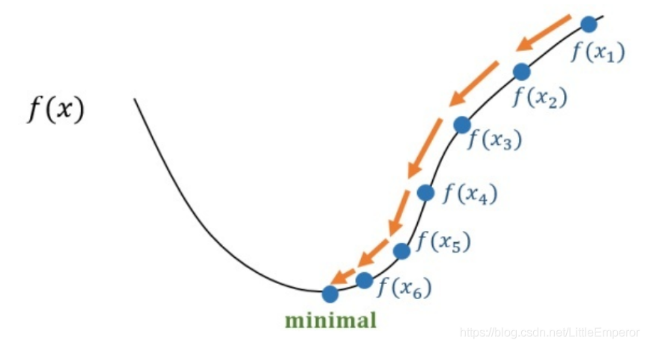 f(x₁)
f(x₂)
f(x)
f(x₃)
f(x₄)
f(x₅)
f(x₆)
minimal
https://blog.csdn.net/LittleEmperor